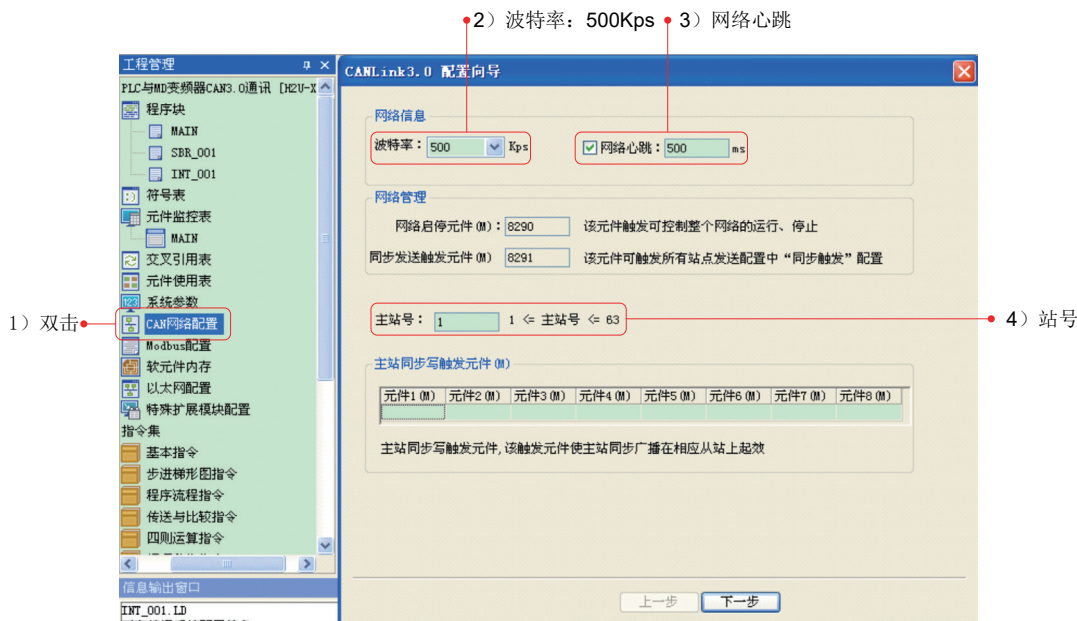 2）波特率：500Kps
3）网络心跳
工程管理
PLC与MD变频器CAN3.0通讯 [H2U-X
程序块
MAIN
SBR_001
INT_001
符号表
元件监控表
MAIN
交叉引用表
元件使用表
系统参数
1）双击
CAN网络配置
Modbus配置
软元件内存
以太网配置
特殊扩展模块配置
指令集
基本指令
步进梯形图指令
程序流程指令
传送与比较指令
四则运算指令
信息输出窗口
INT_001.LD
CANLink3.0 配置向导
网络信息
波特率： 500 Kps 网络心跳：500 ms
网络管理
网络启停元件(M)：8290 该元件触发可控制整个网络的运行、停止
同步发送触发元件(M) 8291 该元件可触发所有站点发送配置中“同步触发”配置
主站号： 1 1 <= 主站号 <= 63
4）站号
主站同步写触发元件(M)
元件1(M) 元件2(M) 元件3(M) 元件4(M) 元件5(M) 元件6(M) 元件7(M) 元件8(M)
主站同步写触发元件,该触发元件使主站同步广播在相应从站上起效
上一步 下一步